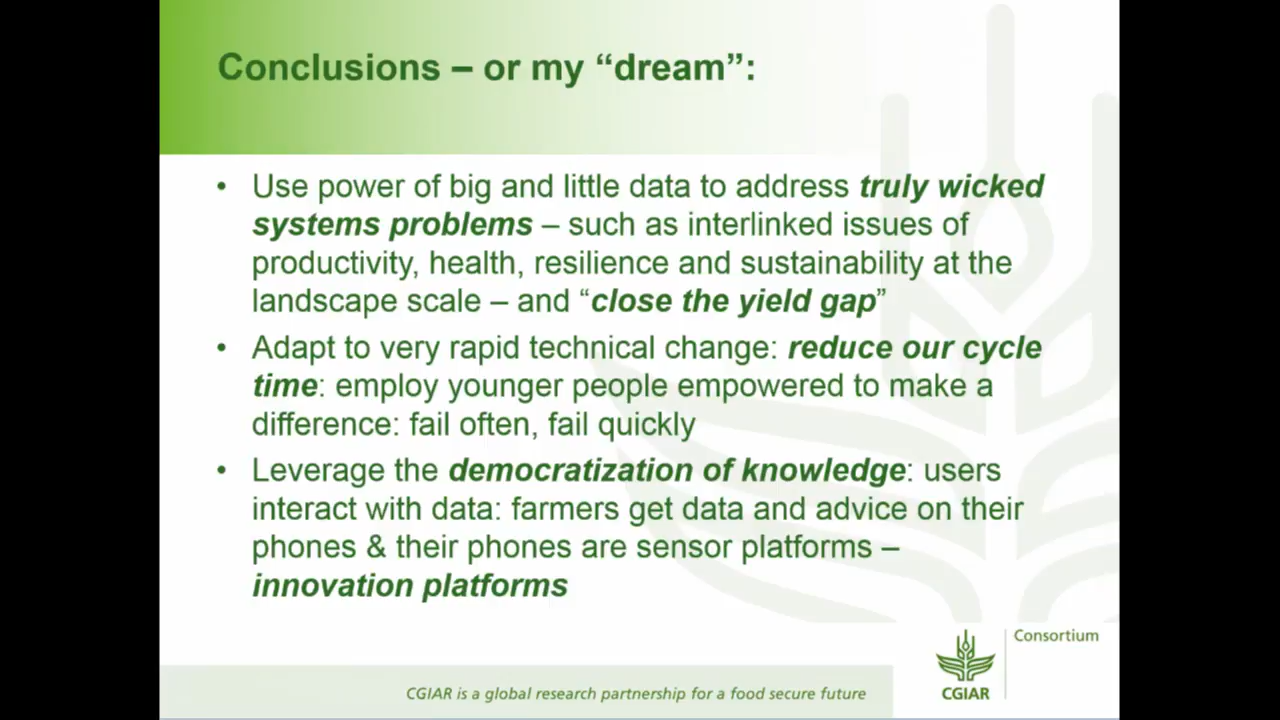 Conclusions – or my “dream”:
• Use power of big and little data to address truly wicked
systems problems – such as interlinked issues of
productivity, health, resilience and sustainability at the
landscape scale – and “close the yield gap”
• Adapt to very rapid technical change: reduce our cycle
time: employ younger people empowered to make a
difference: fail often, fail quickly
• Leverage the democratization of knowledge: users
interact with data: farmers get data and advice on their
phones & their phones are sensor platforms –
innovation platforms
Consortium
CGIAR
CGIAR is a global research partnership for a food secure future